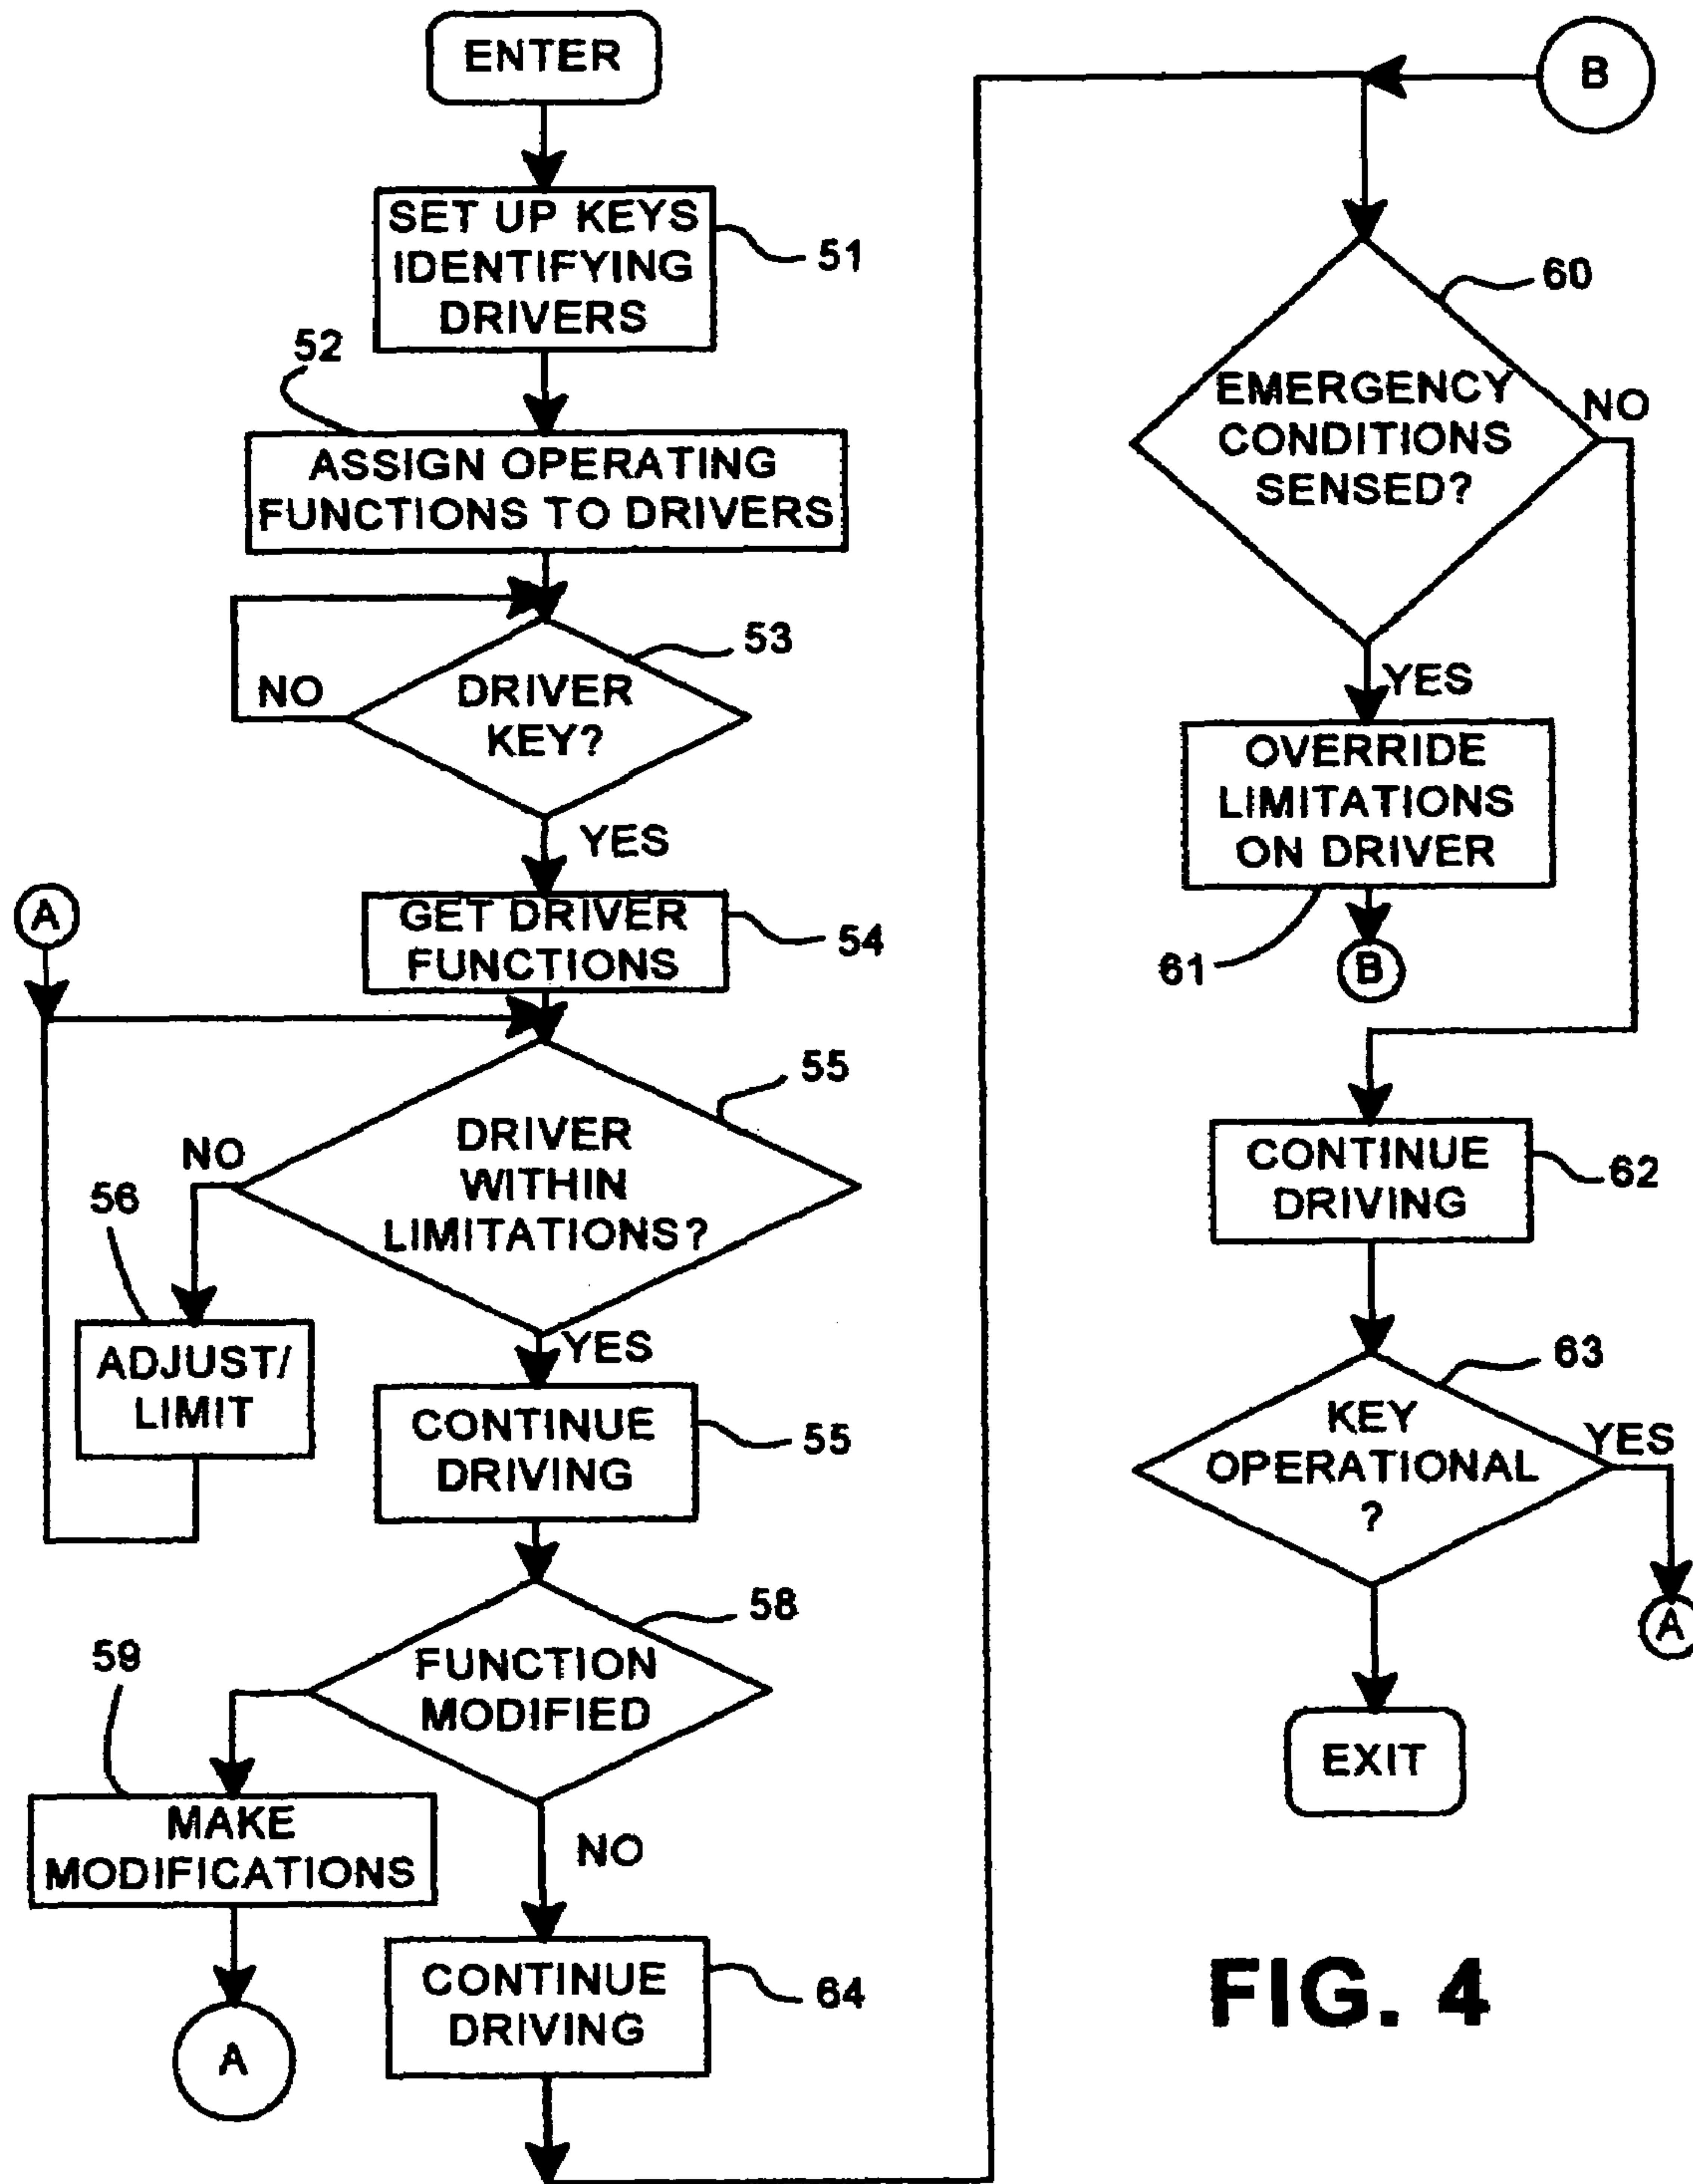 ENTER
SET UP KEYS
IDENTIFYING
DRIVERS
51
52
ASSIGN OPERATING
FUNCTIONS TO DRIVERS
53
NO
DRIVER
KEY?
YES
A
GET DRIVER
FUNCTIONS
54
55
NO
DRIVER
WITHIN
LIMITATIONS?
56
YES
ADJUST/
LIMIT
CONTINUE
DRIVING
55
58
FUNCTION
MODIFIED
59
MAKE
MODIFICATIONS
NO
A
CONTINUE
DRIVING
64
B
60
EMERGENCY
CONDITIONS
SENSED?
NO
YES
OVERRIDE
LIMITATIONS
ON DRIVER
61
B
CONTINUE
DRIVING
62
63
KEY
OPERATIONAL
?
YES
A
EXIT
FIG. 4